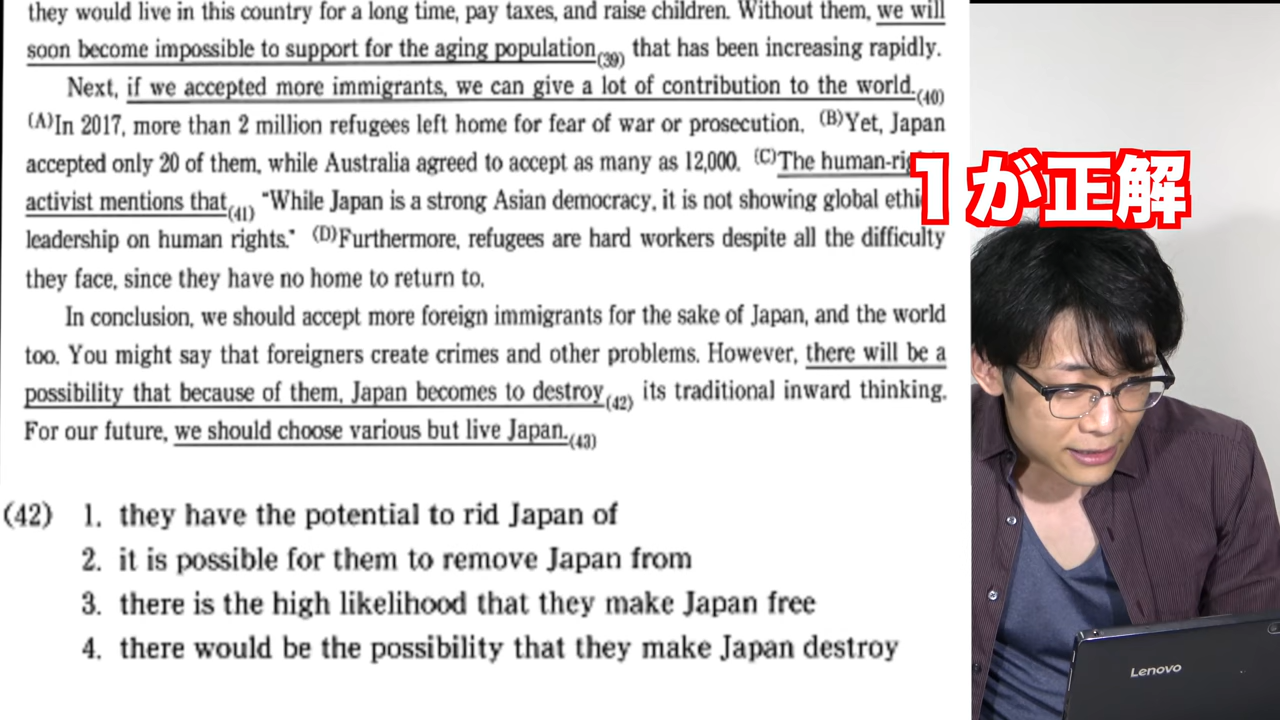 they would live in this country for a long time, pay taxes, and raise children. Without them, we will
soon become impossible to support for the aging population(39) that has been increasing rapidly.
Next, if we accepted more immigrants, we can give a lot of contribution to the world.(40)
(A)In 2017, more than 2 million refugees left home for fear of war or prosecution. (B)Yet, Japan
accepted only 20 of them, while Australia agreed to accept as many as 12,000. (C)The human-rig
activist mentions that(41) "While Japan is a strong Asian democracy, it is not showing global ethi
leadership on human rights." (D)Furthermore, refugees are hard workers despite all the difficulty
they face, since they have no home to return to.
In conclusion, we should accept more foreign immigrants for the sake of Japan, and the world
too. You might say that foreigners create crimes and other problems. However, there will be a
possibility that because of them, Japan becomes to destroy(42) its traditional inward thinking.
For our future, we should choose various but live Japan.(43)
(42) 1. they have the potential to rid Japan of
2. it is possible for them to remove Japan from
3. there is the high likelihood that they make Japan free
4. there would be the possibility that they make Japan destroy
1が正解
Lenovo